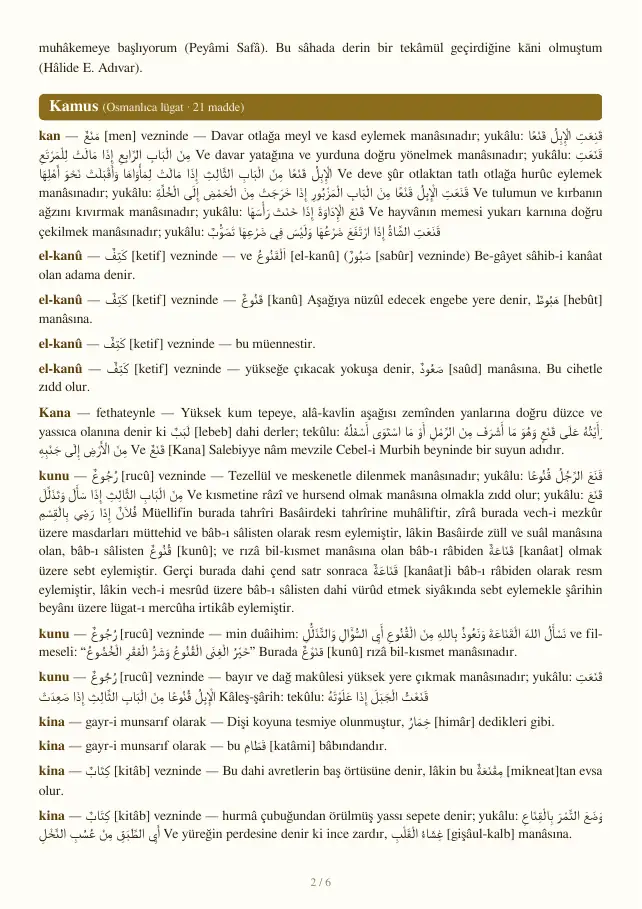 muhâkemeye başlıyorum (Peyâmi Safâ). Bu sâhada derin bir tekâmül geçirdiğine kāni olmuştum
(Hâlide E. Adıvar).
Kamus (Osmanlıca lügat · 21 madde)
kan — مَنْعٌ [men] vezninde — Davar otlağa meyl ve kasd eylemek manâsınadır; yukâlu: قَنِعَتِ الْإِبِلُ قَنْعًا
مِنَ الْبَابِ الرَّابِعِ إِذَا مَالَتْ لِلْمَرْتَعِ Ve davar yatağına ve yurduna doğru yönelmek manâsınadır; yukâlu: قَنَعَتِ
الْإِبِلُ قَنْعًا مِنَ الْبَابِ الثَّالِثِ إِذَا مَالَتْ لِمَأْوَاهَا وَأَقْبَلَتْ نَحْوَ أَهْلِهَا Ve deve şûr otlaktan tatlı otlağa hurûc eylemek
manâsınadır; yukâlu: قَنَعَتِ الْإِبِلُ قَنْعًا مِنَ الْبَابِ الْمَزْبُورِ إِذَا خَرَجَتْ مِنَ الْحَمْضِ إِلَى الْخُلَّةِ Ve tulumun ve kırbanın
ağzını kıvırmak manâsınadır; yukâlu: قَنَعَ الْإِدَاوَةَ إِذَا خَنَثَ رَأْسَهَا Ve hayvânın memesi yukarı karnına doğru
çekilmek manâsınadır; yukâlu: قَنَعَتِ الشَّاةُ إِذَا ارْتَفَعَ ضَرْعُهَا وَلَيْسَ فِي ضَرْعِهَا تَصَوُّبٌ
el-kanû — كَتِفٌ [ketif] vezninde — ve اَلْقَنُوعُ [el-kanû] (صَبُورٌ [sabûr] vezninde) Be-gâyet sâhib-i kanâat
olan adama denir.
el-kanû — كَتِفٌ [ketif] vezninde — قَنُوعٌ [kanû] Aşağıya nüzûl edecek engebe yere denir, هَبُوطٌ [hebût]
manâsına.
el-kanû — كَتِفٌ [ketif] vezninde — bu müennestir.
el-kanû — كَتِفٌ [ketif] vezninde — yükseğe çıkacak yokuşa denir, صَعُودٌ [saûd] manâsına. Bu cihetle
zıdd olur.
Kana — fethateynle — Yüksek kum tepeye, alâ-kavlin aşağısı zemînden yanlarına doğru düzce ve
yassıca olanına denir ki لَبَبٌ [lebeb] dahi derler; tekûlu: رَأَيْتُهُ عَلَى قَنَعٍ وَهُوَ مَا أَشْرَفَ مِنَ الرَّمْلِ أَوْ مَا اسْتَوَى أَسْفَلُهُ
مِنَ الْأَرْضِ إِلَى جَنْبِهِ Ve قَنَعٌ [Kana] Salebiyye nâm mevzile Cebel-i Murbih beyninde bir suyun adıdır.
kunu — رُجُوعٌ [rucû] vezninde — Tezellül ve meskenetle dilenmek manâsınadır; yukâlu: قَنَعَ الرَّجُلُ قُنُوعًا
مِنَ الْبَابِ الثَّالِثِ إِذَا سَأَلَ وَتَذَلَّلَ Ve kısmetine râzî ve hursend olmak manâsına olmakla zıdd olur; yukâlu: قَنَعَ
فُلَانٌ إِذَا رَضِيَ بِالْقِسْمِ Müellifin burada tahrîri Basâirdeki tahrîrine muhâliftir, zîrâ burada vech-i mezkûr
üzere masdarları müttehid ve bâb-ı sâlisten olarak resm eylemiştir, lâkin Basâirde züll ve suâl manâsına
olan, bâb-ı sâlisten قُنُوعٌ [kunû]; ve rızâ bil-kısmet manâsına olan bâb-ı râbiden قَنَاعَةٌ [kanâat] olmak
üzere sebt eylemiştir. Gerçi burada dahi çend satr sonraca قَنَاعَةٌ [kanâat]i bâb-ı râbiden olarak resm
eylemiştir, lâkin vech-i mesrûd üzere bâb-ı sâlisten dahi vürûd etmek siyâkında sebt eylemekle şârihin
beyânı üzere lügat-ı mercûha irtikâb eylemiştir.
kunu — رُجُوعٌ [rucû] vezninde — min duâihim: نَسْأَلُ اللهَ الْقَنَاعَةَ وَنَعُوذُ بِاللهِ مِنَ الْقُنُوعِ أَيِ السُّؤَالِ وَالتَّذَلُّلِ ve fil-
meseli: “خَيْرُ الْغِنَى الْقُنُوعُ وَشَرُّ الْفَقْرِ الْخُضُوعُ” Burada قُنُوعٌ [kunû] rızâ bil-kısmet manâsınadır.
kunu — رُجُوعٌ [rucû] vezninde — bayır ve dağ makûlesi yüksek yere çıkmak manâsınadır; yukâlu: قَنَعَتِ
الْإِبِلُ قُنُوعًا مِنَ الْبَابِ الثَّالِثِ إِذَا صَعِدَتْ Kâleş-şârih: tekûlu: قَنَعْتُ الْجَبَلَ إِذَا عَلَوْتَهُ
kina — gayr-i munsarıf olarak — Dişi koyuna tesmiye olunmuştur, خِمَارٌ [himâr] dedikleri gibi.
kina — gayr-i munsarıf olarak — bu قَطَامِ [katâmi] bâbındandır.
kina — كِتَابٌ [kitâb] vezninde — Bu dahi avretlerin baş örtüsüne denir, lâkin bu مِقْنَعَةٌ [mikneat]tan evsa
olur.
kina — كِتَابٌ [kitâb] vezninde — hurmâ çubuğundan örülmüş yassı sepete denir; yukâlu: وَضَعَ التَّمْرَ بِالْقِنَاعِ
أَيِ الطَّبَقِ مِنْ عُسُبِ النَّخْلِ Ve yüreğin perdesine denir ki ince zardır, غِشَاءُ الْقَلْبِ [gişâul-kalb] manâsına.
2 / 6